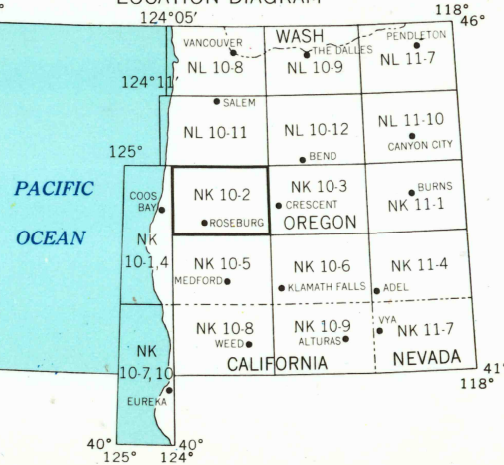 LOCATION DIAGRAM
124°05'
118°
46°
WASH
VANCOUVER
THE DALLES
PENDLETON
NL 10-8
NL 10-9
NL 11-7
124°11'
SALEM
NL 10-11
NL 10-12
NL 11-10
CANYON CITY
BEND
125°
PACIFIC
OCEAN
COOS
BAY
NK 10-2
ROSEBURG
NK 10-3
CRESCENT
OREGON
BURNS
NK 11-1
NK
10-1,4
NK 10-5
MEDFORD
NK 10-6
KLAMATH FALLS
NK 11-4
ADEL
NK 10-8
WEED
NK 10-9
ALTURAS
VYA
NK 11-7
CALIFORNIA
NEVADA
NK
10-7, 10
EUREKA
41°
118°
40°
40°
125°
124°